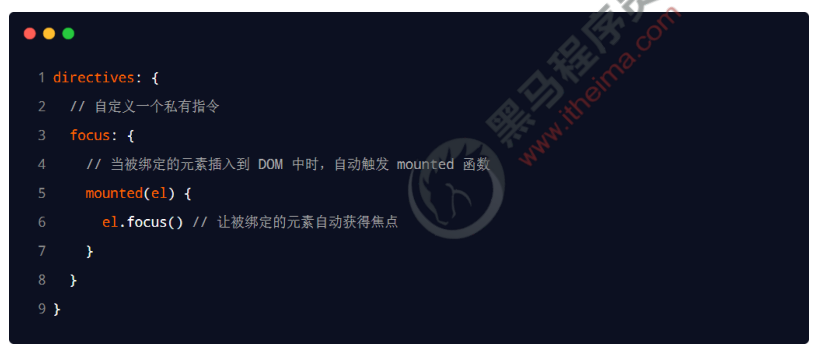 黑马程序员
www.itheima.com
1 directives: {
2   // 自定义一个私有指令
3   focus: {
4     // 当被绑定的元素插入到 DOM 中时，自动触发 mounted 函数
5     mounted(el) {
6       el.focus() // 让被绑定的元素自动获得焦点
7     }
8   }
9 }